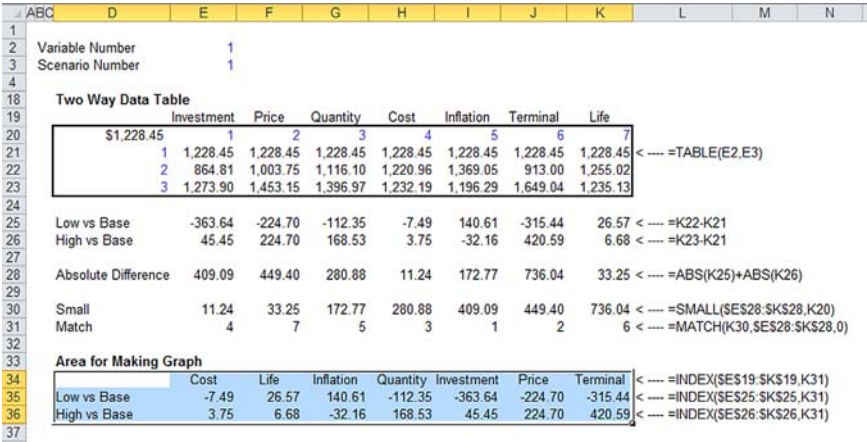 ABC D E F G H I J K L M N
1
2 Variable Number 1
3 Scenario Number 1
4
18 Two Way Data Table
19 Investment Price Quantity Cost Inflation Terminal Life
20 $1,228.45 1 2 3 4 5 6 7
21 1 1,228.45 1,228.45 1,228.45 1,228.45 1,228.45 1,228.45 1,228.45 < ---- =TABLE(E2,E3)
22 2 864.81 1,003.75 1,116.10 1,220.96 1,369.05 913.00 1,255.02
23 3 1,273.90 1,453.15 1,396.97 1,232.19 1,196.29 1,649.04 1,235.13
24
25 Low vs Base -363.64 -224.70 -112.35 -7.49 140.61 -315.44 26.57 < ---- =K22-K21
26 High vs Base 45.45 224.70 168.53 3.75 -32.16 420.59 6.68 < ---- =K23-K21
27
28 Absolute Difference 409.09 449.40 280.88 11.24 172.77 736.04 33.25 < ---- =ABS(K25)+ABS(K26)
29
30 Small 11.24 33.25 172.77 280.88 409.09 449.40 736.04 < ---- =SMALL($E$28:$K$28,K20)
31 Match 4 7 5 3 1 2 6 < ---- =MATCH(K30,$E$28:$K$28,0)
32
33 Area for Making Graph
34 Cost Life Inflation Quantity Investment Price Terminal < ---- =INDEX($E$19:$K$19,K31)
35 Low vs Base -7.49 26.57 140.61 -112.35 -363.64 -224.70 -315.44 < ---- =INDEX($E$25:$K$25,K31)
36 High vs Base 3.75 6.68 -32.16 168.53 45.45 224.70 420.59 < ---- =INDEX($E$26:$K$26,K31)
37